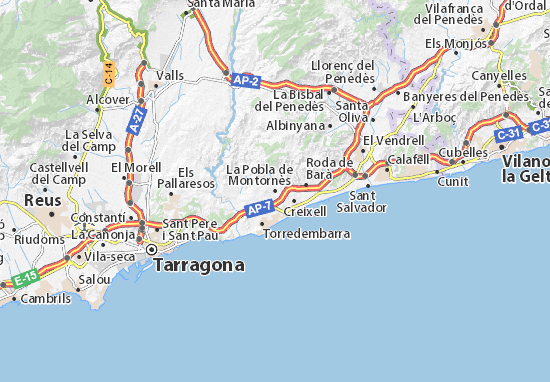 Santa Maria
Vilafranca
del Penedès
d'Ordal
Els Monjos
C-14
Valls
AP-2
Llorenç del
Penedès
Canyelles
La Bisbal
del Penedès
Banyeres del Penedès
Alcover
A-27
Santa
Oliva
L'Arboç
Albinyana
La Selva
del Camp
El Vendrell
C-31
Cubelles
Calafell
Vilano
la Gelt
Castellvell
del Camp
El Morell
Els
Pallaresos
La Pobla de
Montornès
Roda de
Barà
Cunit
Sant
Salvador
Reus
AP-7
Creixell
Constantí
Sant Pere
i Sant Pau
Torredembarra
Riudoms
La Canonja
Vila-seca
Tarragona
E-15
Salou
Cambrils